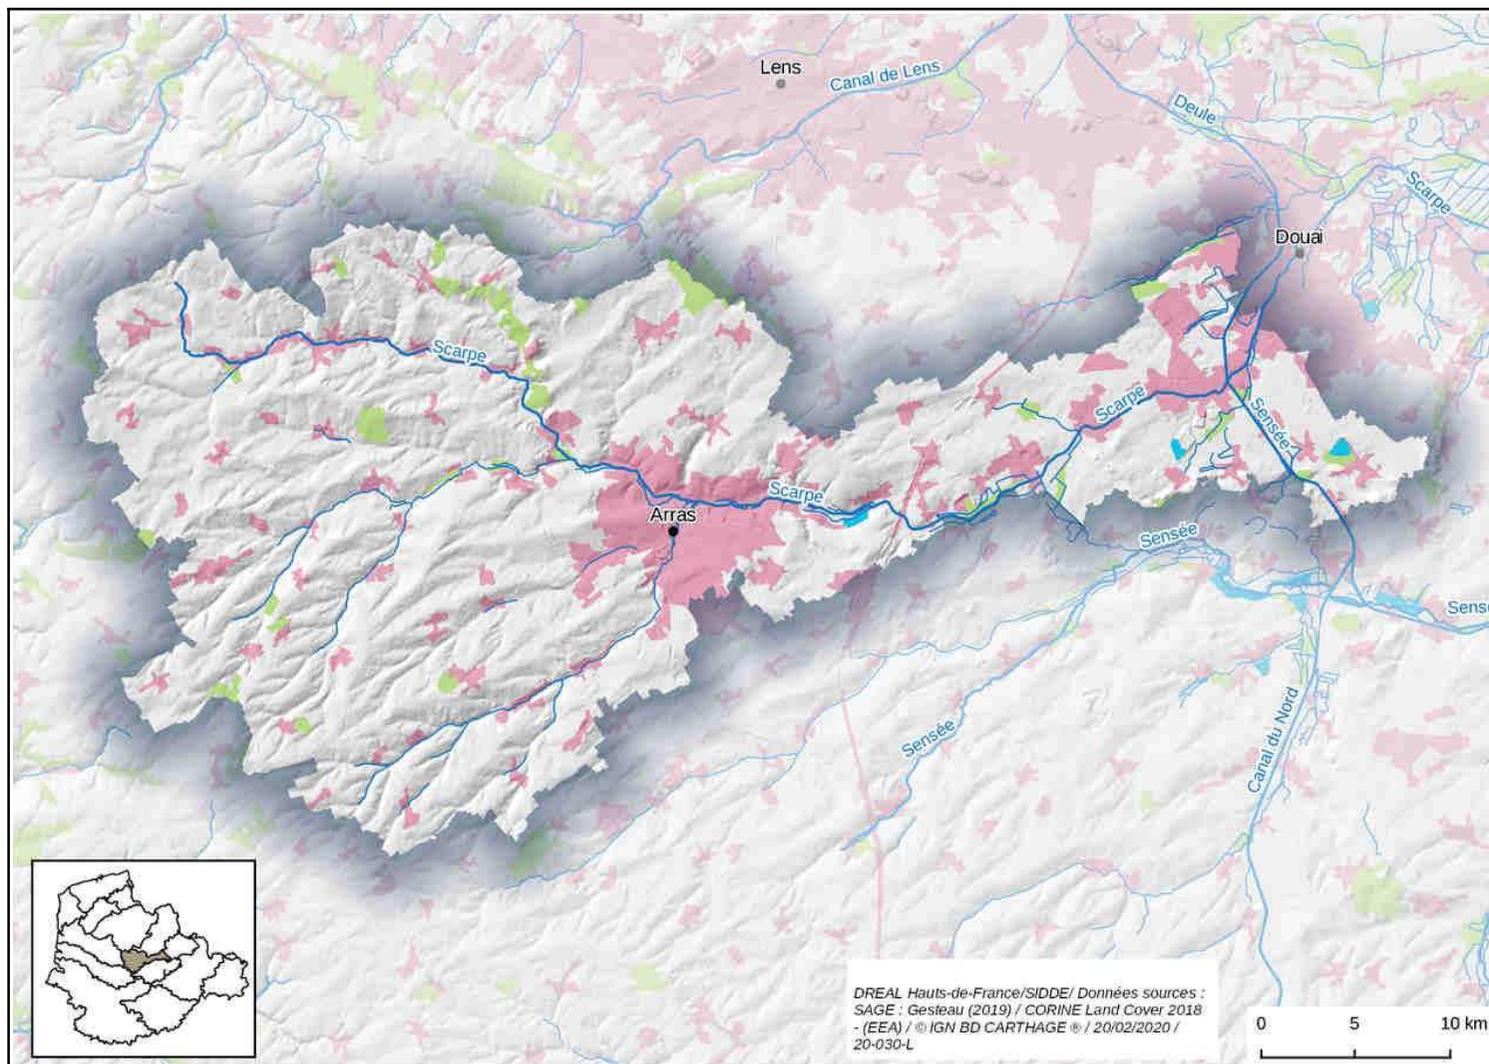 Lens
Canal de Lens
Deule
Scarpe
Douai
Scarpe
Scarpe
Sensée
Scarpe
Arras
Sensée
Sens
Sensée
Canal du Nord
DREAL Hauts-de-France/SIDDE/ Données sources :
SAGE : Gesteau (2019) / CORINE Land Cover 2018
- (EEA) / © IGN BD CARTHAGE ® / 20/02/2020 /
20-030-L
0 5 10 km